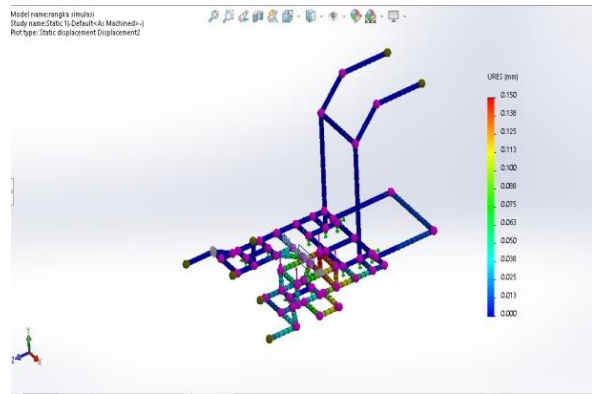 Model name:rangka simulasi
Study name:Static 1(-Default<As Machined>-)
Plot type: Static displacement Displacement2
URES (mm)
0.150
0.138
0.125
0.113
0.100
0.088
0.075
0.063
0.050
0.038
0.025
0.013
0.000
Y
Z
X